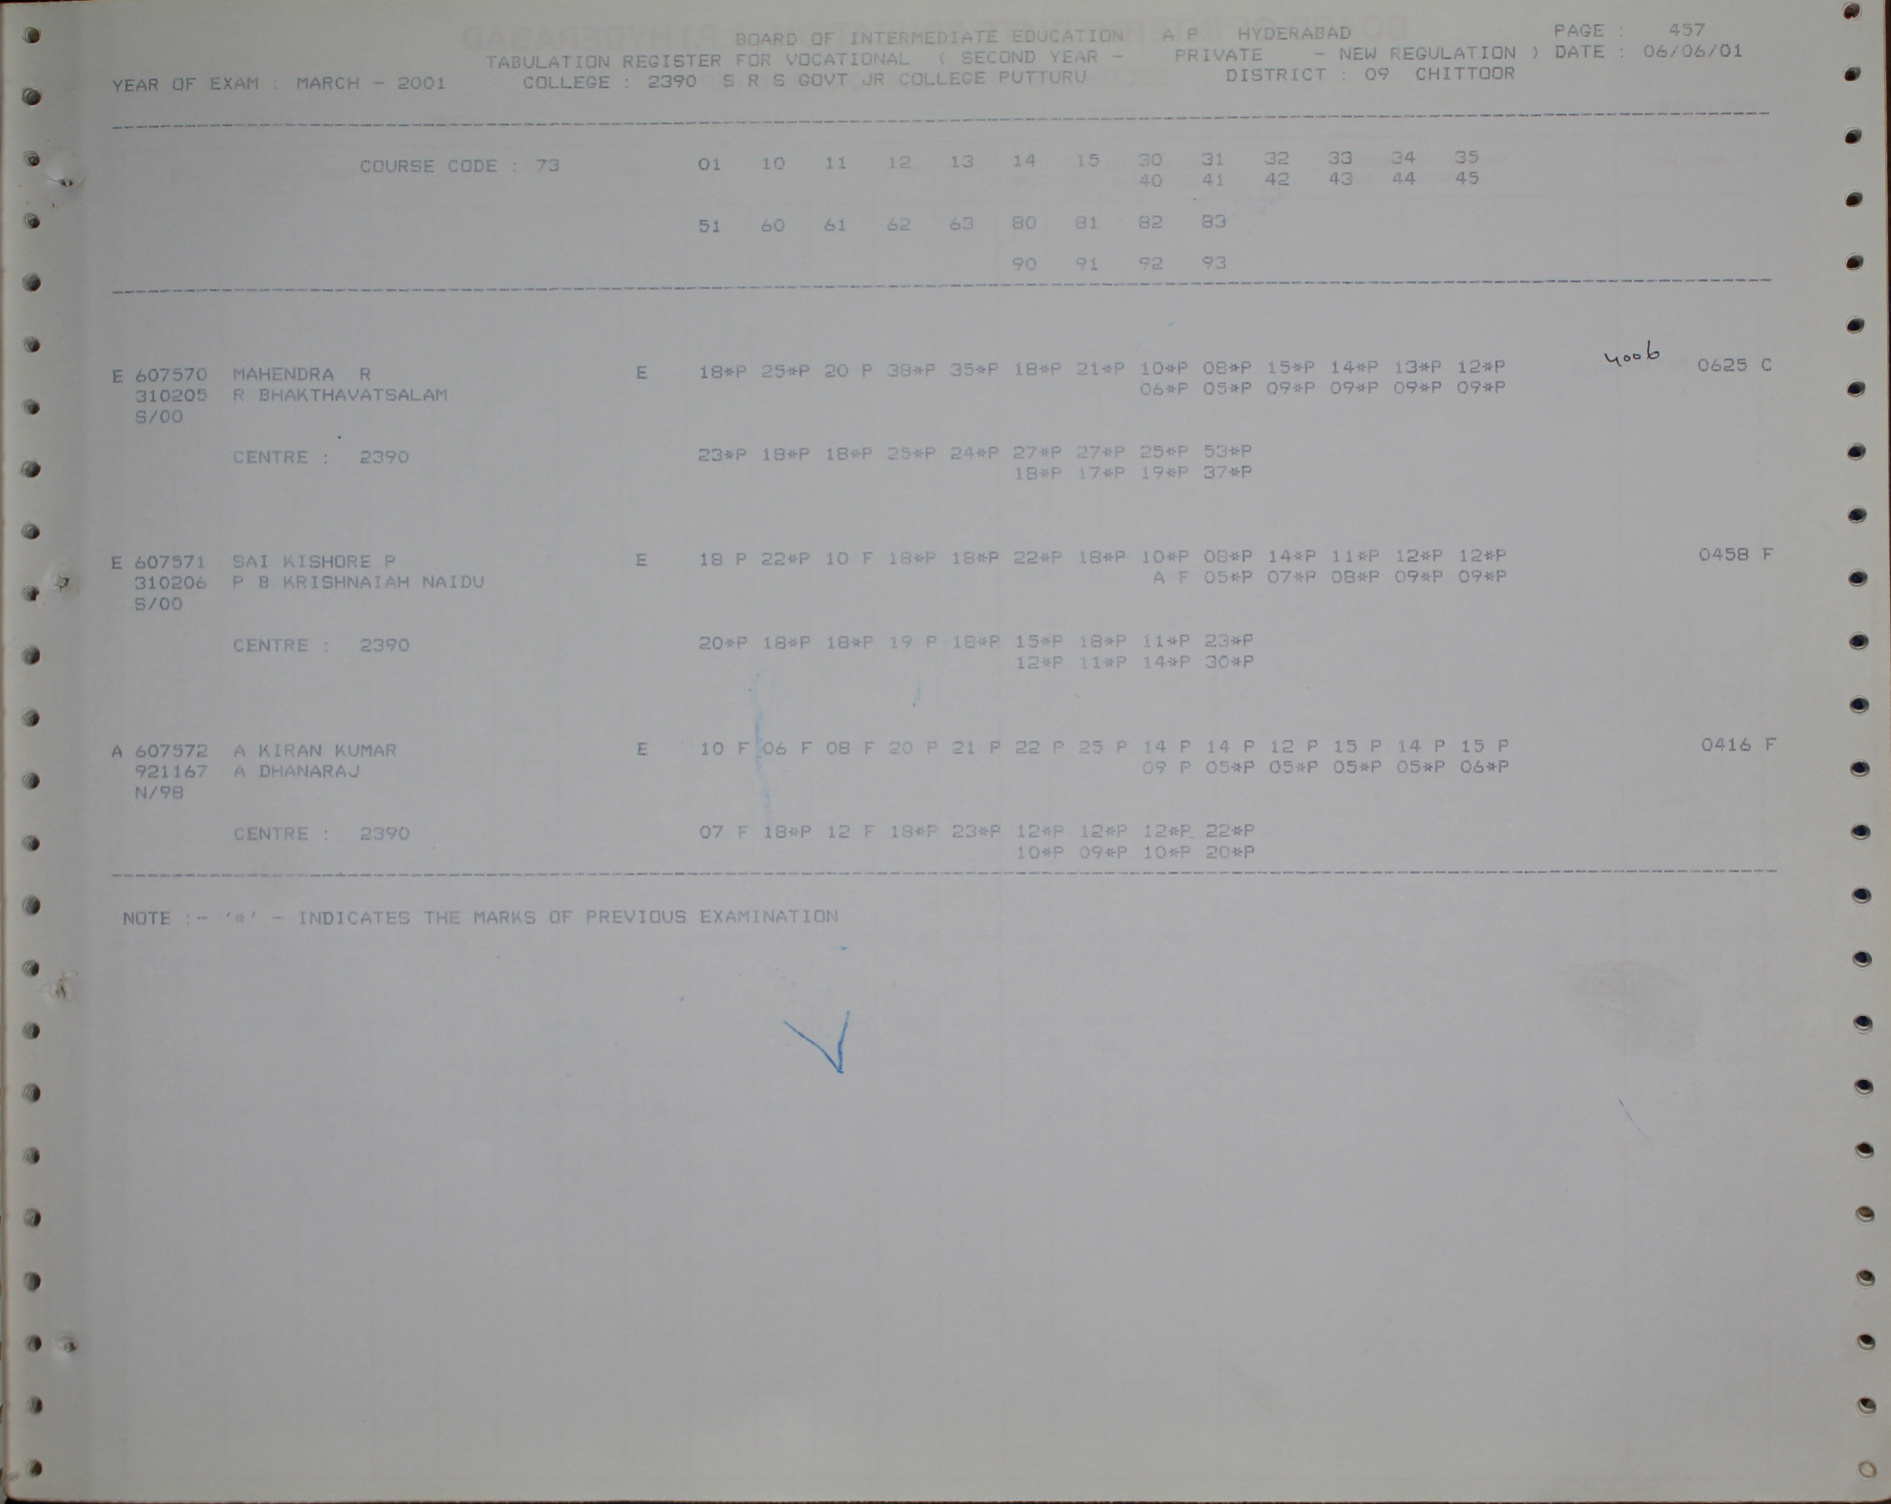 BOARD OF INTERMEDIATE EDUCATION A P HYDERABAD PAGE : 457
TABULATION REGISTER FOR VOCATIONAL ( SECOND YEAR - PRIVATE - NEW REGULATION ) DATE : 06/06/01
YEAR OF EXAM : MARCH - 2001 COLLEGE : 2390 S R S GOVT JR COLLEGE PUTTURU DISTRICT : 09 CHITTOOR
COURSE CODE : 73 01 10 11 12 13 14 15 30 31 32 33 34 35
40 41 42 43 44 45
51 60 61 62 63 80 81 82 83
90 91 92 93
E 607570 MAHENDRA R E 18*P 25*P 20 P 38*P 35*P 18*P 21*P 10*P 08*P 15*P 14*P 13*P 12*P 4006 0625 C
310205 R BHAKTHAVATSALAM 06*P 05*P 09*P 09*P 09*P 09*P
S/00
CENTRE : 2390 23*P 18*P 18*P 25*P 24*P 27*P 27*P 25*P 53*P
18*P 17*P 19*P 37*P
E 607571 SAI KISHORE P E 18 P 22*P 10 F 18*P 18*P 22*P 18*P 10*P 08*P 14*P 11*P 12*P 12*P 0458 F
310206 P B KRISHNAIAH NAIDU A F 05*P 07*P 08*P 09*P 09*P
S/00
CENTRE : 2390 20*P 18*P 18*P 19 P 18*P 15*P 18*P 11*P 23*P
12*P 11*P 14*P 30*P
A 607572 A KIRAN KUMAR E 10 F 06 F 08 F 20 P 21 P 22 P 25 P 14 P 14 P 12 P 15 P 14 P 15 P 0416 F
921167 A DHANARAJ 09 P 05*P 05*P 05*P 05*P 06*P
N/98
CENTRE : 2390 07 F 18*P 12 F 18*P 23*P 12*P 12*P 12*P 22*P
10*P 09*P 10*P 20*P
NOTE :- '*' - INDICATES THE MARKS OF PREVIOUS EXAMINATION